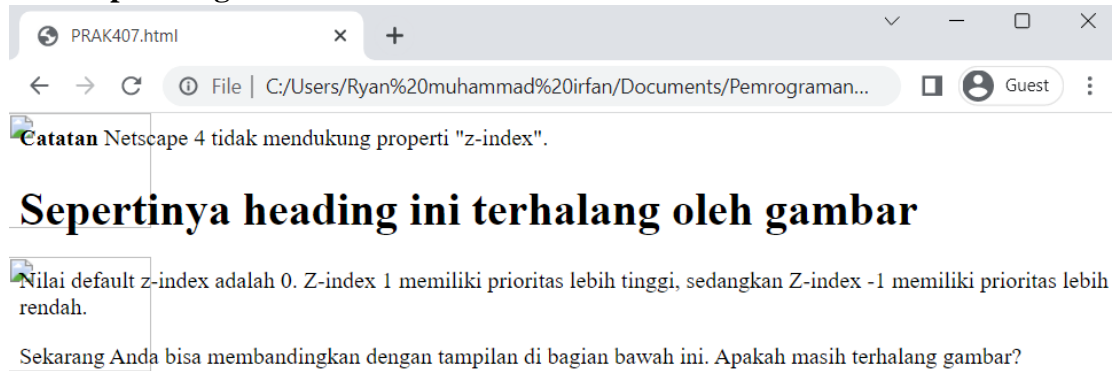 PRAK407.html
File | C:/Users/Ryan%20muhammad%20irfan/Documents/Pemrograman... Guest
Catatan Netscape 4 tidak mendukung properti "z-index".
Sepertinya heading ini terhalang oleh gambar
Nilai default z-index adalah 0. Z-index 1 memiliki prioritas lebih tinggi, sedangkan Z-index -1 memiliki prioritas lebih
rendah.
Sekarang Anda bisa membandingkan dengan tampilan di bagian bawah ini. Apakah masih terhalang gambar?